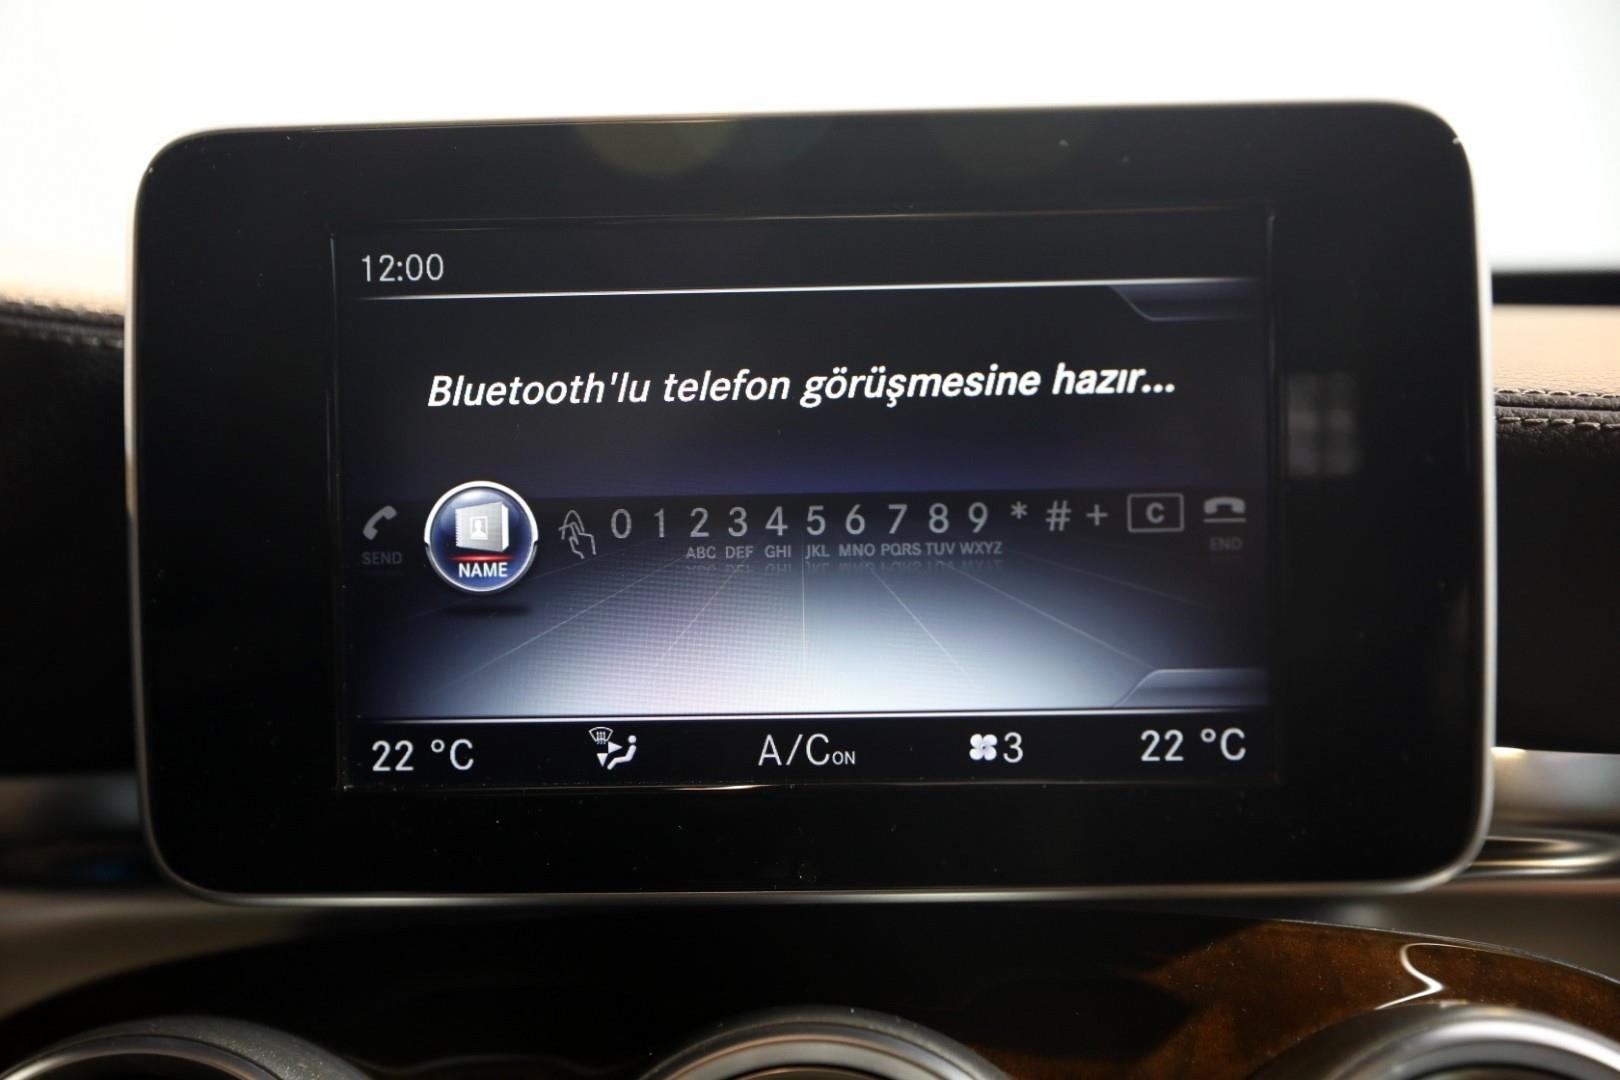 12:00
Bluetooth'lu telefon görüşmesine hazır...
0 1 2 3 4 5 6 7 8 9 * # + C
SEND NAME ABC DEF GHI JKL MNO PQRS TUV WXYZ END
22 °C A/C ON 3 22 °C